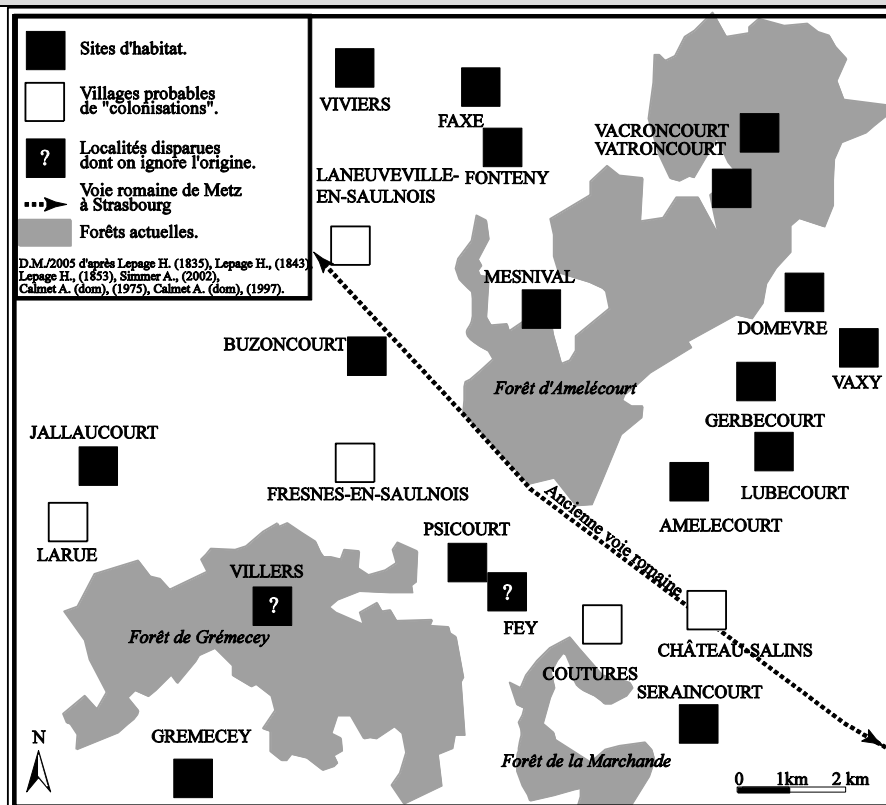 Sites d'habitat.
Villages probables
de "colonisations".
?
Localités disparues
dont on ignore l'origine.
Voie romaine de Metz
à Strasbourg
Forêts actuelles.
D.M./2005 d'après Lepage H. (1835), Lepage H., (1843),
Lepage H., (1853), Simmer A., (2002),
Calmet A. (dom), (1975), Calmet A. (dom), (1997).
VIVIERS
FAXE
FONTENY
VACRONCOURT
VATRONCOURT
LANEUVEVILLE-
EN-SAULNOIS
MESNIVAL
DOMEVRE
VAXY
BUZONCOURT
Forêt d'Amelécourt
GERBECOURT
JALLAUCOURT
LUBECOURT
FRESNES-EN-SAULNOIS
AMELECOURT
Ancienne voie romaine
LARUE
PSICOURT
VILLERS
?
?
FEY
Forêt de Grémecey
CHÂTEAU-SALINS
COUTURES
SERAINCOURT
GREMECEY
Forêt de la Marchande
N
0 1km 2 km